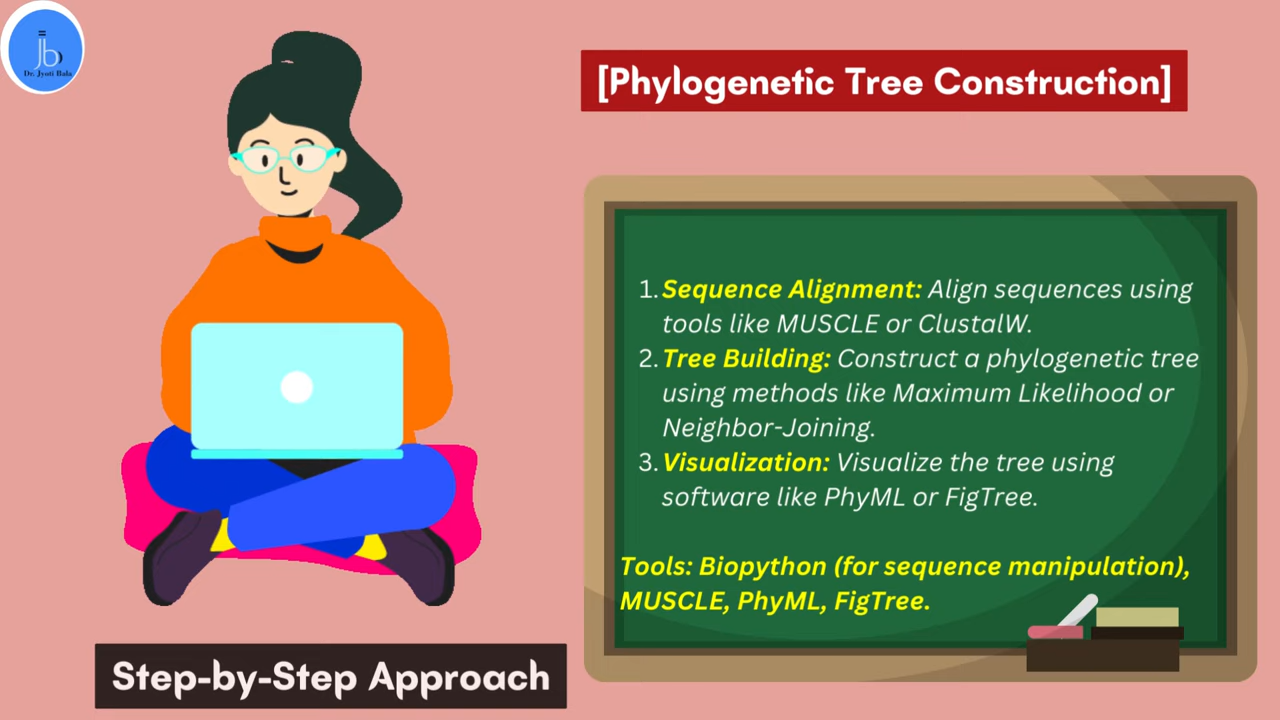 jb
Dr. Jyoti Bala
[Phylogenetic Tree Construction]
1. Sequence Alignment: Align sequences using
tools like MUSCLE or ClustalW.
2. Tree Building: Construct a phylogenetic tree
using methods like Maximum Likelihood or
Neighbor-Joining.
3. Visualization: Visualize the tree using
software like PhyML or FigTree.
Tools: Biopython (for sequence manipulation),
MUSCLE, PhyML, FigTree.
Step-by-Step Approach